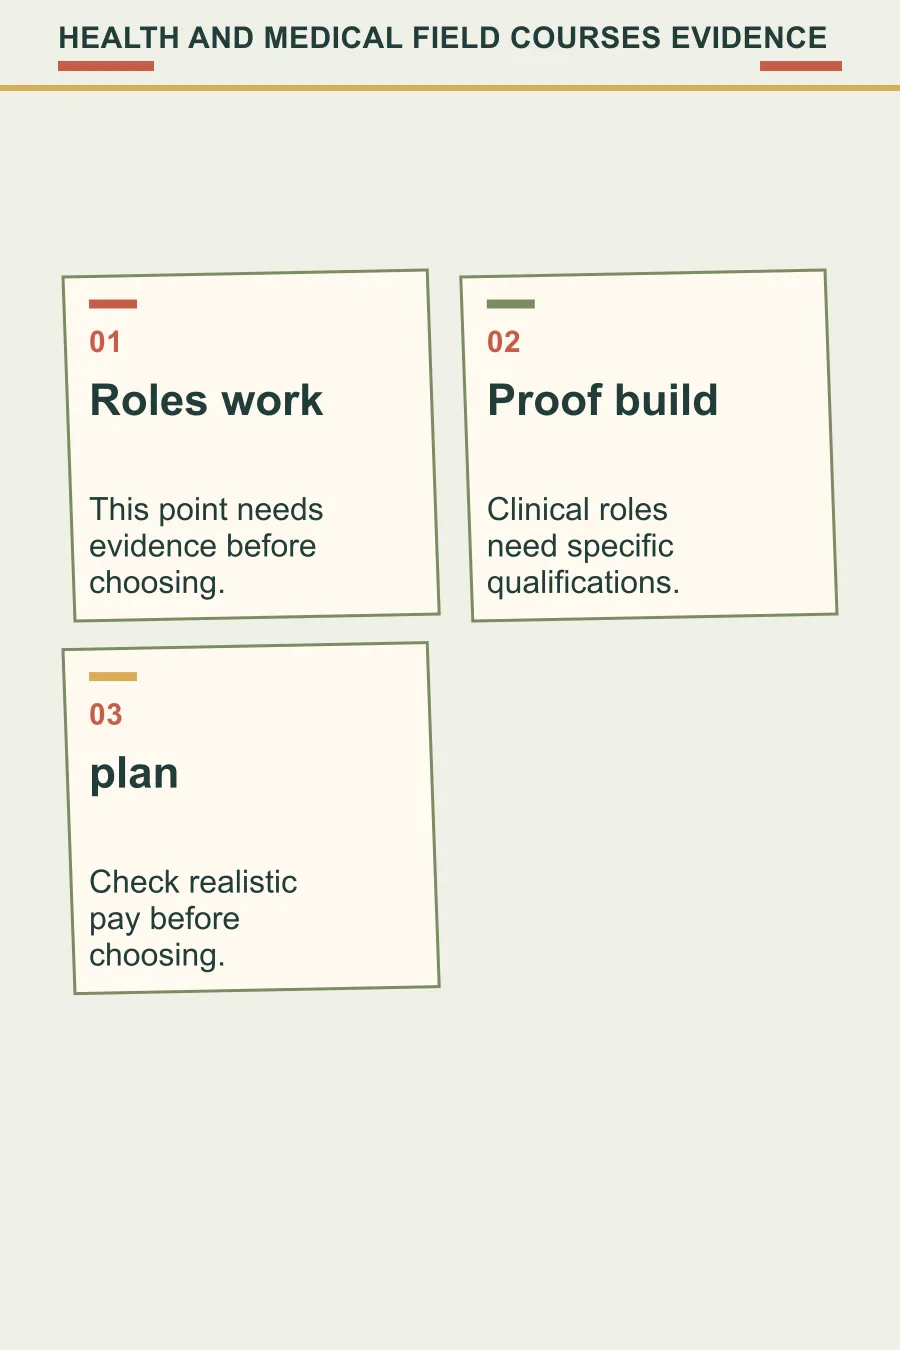 HEALTH AND MEDICAL FIELD COURSES EVIDENCE
01
Roles work
This point needs
evidence before
choosing.
02
Proof build
Clinical roles
need specific
qualifications.
03
plan
Check realistic
pay before
choosing.